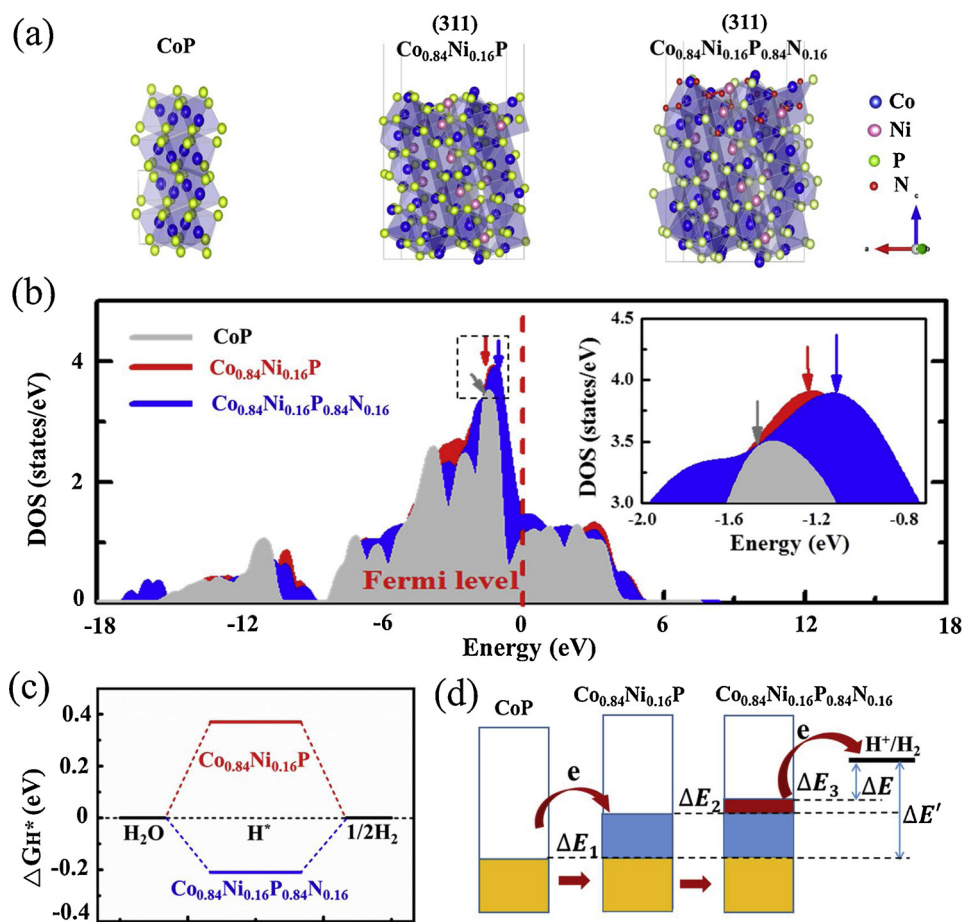 (a)
CoP
(311)
Co0.84Ni0.16P
(311)
Co0.84Ni0.16P0.84N0.16
Co
Ni
P
N
c
a
b
(b)
DOS (states/eV)
4
2
0
CoP
Co0.84Ni0.16P
Co0.84Ni0.16P0.84N0.16
Fermi level
-18
-12
-6
0
6
12
18
Energy (eV)
DOS (states/eV)
4.5
4.0
3.5
3.0
-2.0
-1.6
-1.2
-0.8
Energy (eV)
(c)
ΔGH* (eV)
0.4
0.2
0
-0.2
-0.4
Co0.84Ni0.16P
H2O
H*
1/2H2
Co0.84Ni0.16P0.84N0.16
(d)
CoP
Co0.84Ni0.16P
Co0.84Ni0.16P0.84N0.16
e
e
H+/H2
ΔE1
ΔE2
ΔE3
ΔE
ΔE'